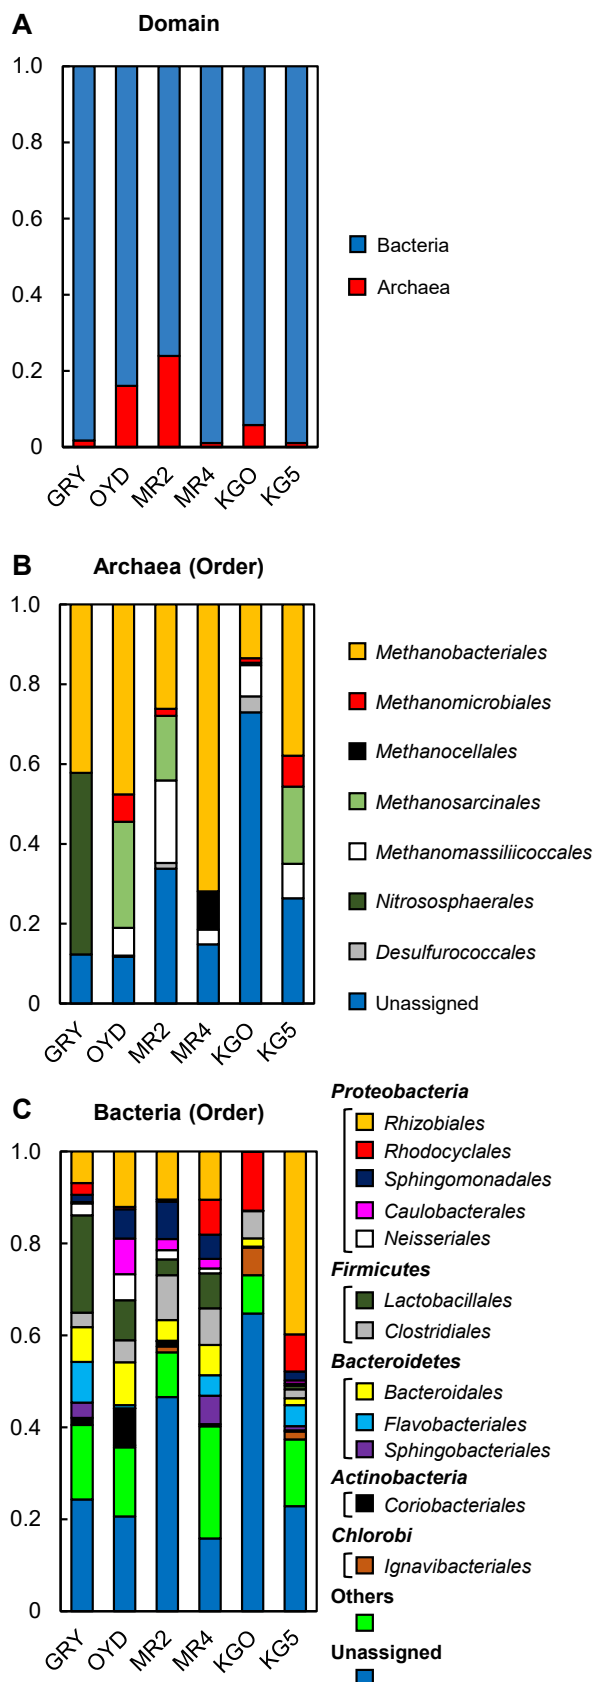 A Domain
1.0
0.8
0.6
0.4
0.2
0
Bacteria
Archaea
GRY OYD MR2 MR4 KGO KG5
B Archaea (Order)
1.0
0.8
0.6
0.4
0.2
0
Methanobacteriales
Methanomicrobiales
Methanocellales
Methanosarcinales
Methanomassiliicoccales
Nitrososphaerales
Desulfurococcales
Unassigned
GRY OYD MR2 MR4 KGO KG5
C Bacteria (Order)
1.0
0.8
0.6
0.4
0.2
0
GRY OYD MR2 MR4 KGO KG5
Proteobacteria
Rhizobiales
Rhodocyclales
Sphingomonadales
Caulobacterales
Neisseriales
Firmicutes
Lactobacillales
Clostridiales
Bacteroidetes
Bacteroidales
Flavobacteriales
Sphingobacteriales
Actinobacteria
Coriobacteriales
Chlorobi
Ignavibacteriales
Others
Unassigned